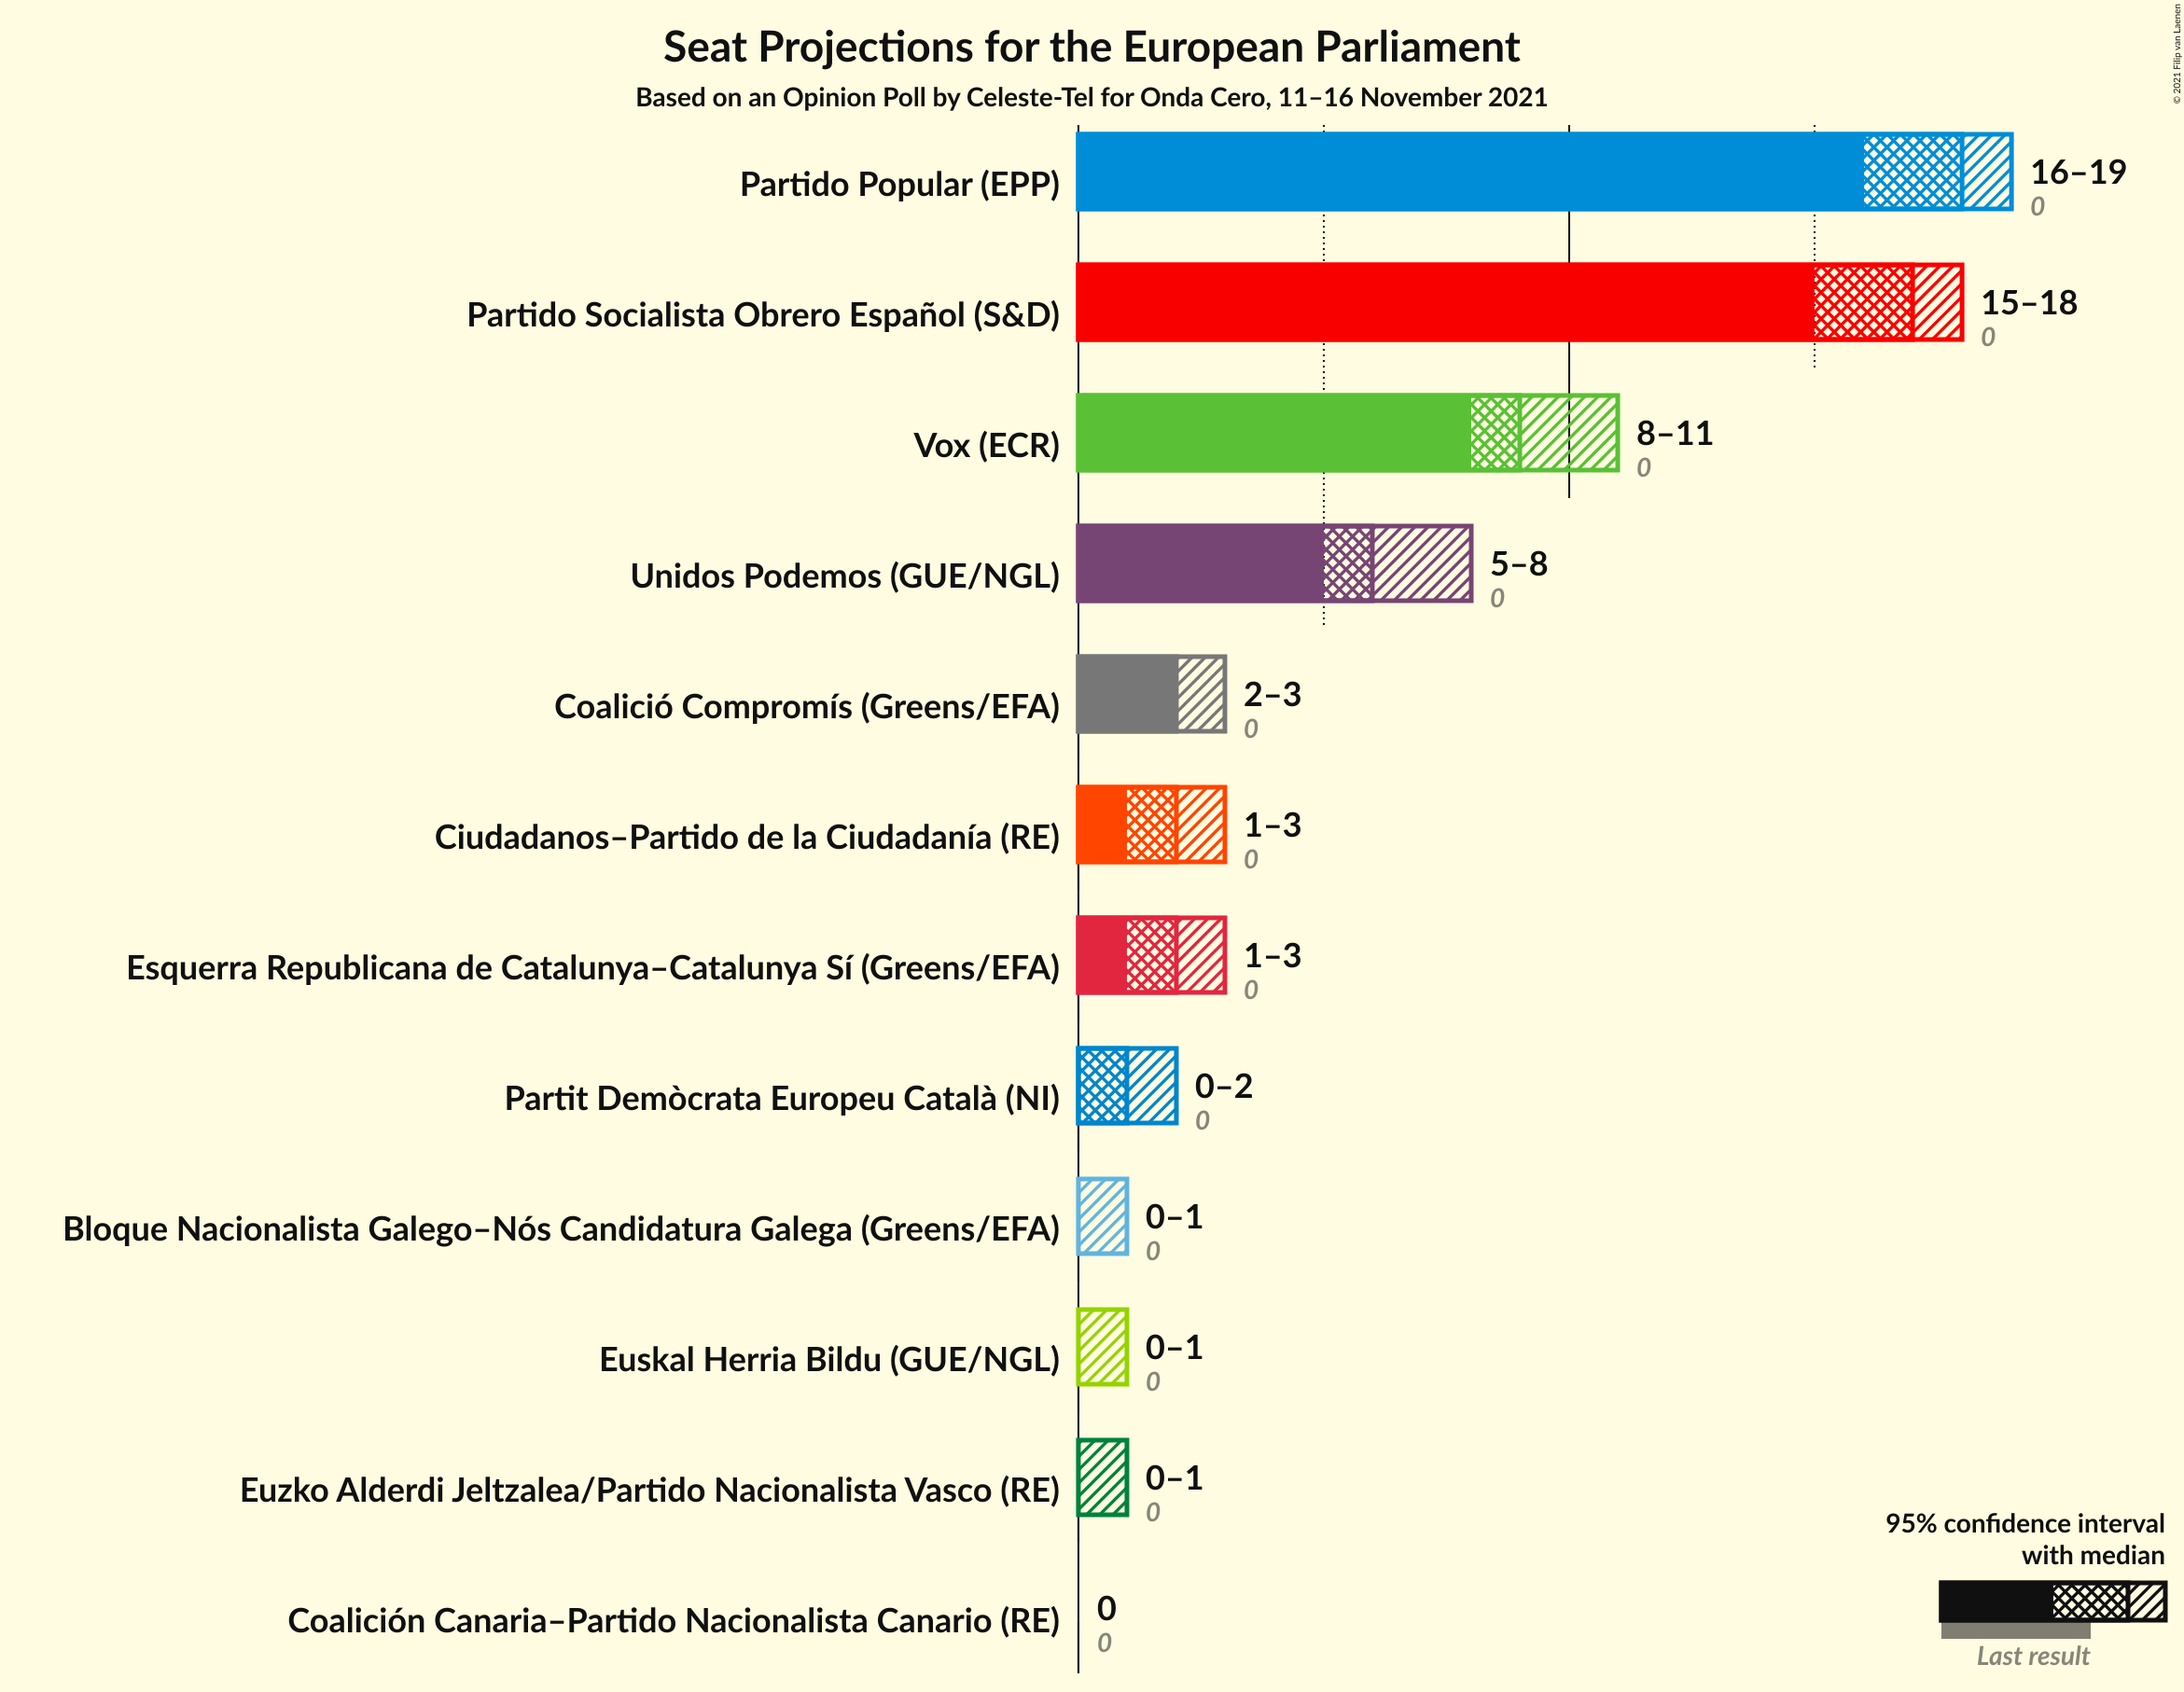 Seat Projections for the European Parliament
Based on an Opinion Poll by Celeste-Tel for Onda Cero, 11–16 November 2021
© 2021 Filip van Laenen
Partido Popular (EPP)
16–19
0
Partido Socialista Obrero Español (S&D)
15–18
0
Vox (ECR)
8–11
0
Unidos Podemos (GUE/NGL)
5–8
0
Coalició Compromís (Greens/EFA)
2–3
0
Ciudadanos–Partido de la Ciudadanía (RE)
1–3
0
Esquerra Republicana de Catalunya–Catalunya Sí (Greens/EFA)
1–3
0
Partit Demòcrata Europeu Català (NI)
0–2
0
Bloque Nacionalista Galego–Nós Candidatura Galega (Greens/EFA)
0–1
0
Euskal Herria Bildu (GUE/NGL)
0–1
0
Euzko Alderdi Jeltzalea/Partido Nacionalista Vasco (RE)
0–1
0
Coalición Canaria–Partido Nacionalista Canario (RE)
0
0
95% confidence interval
with median
Last result